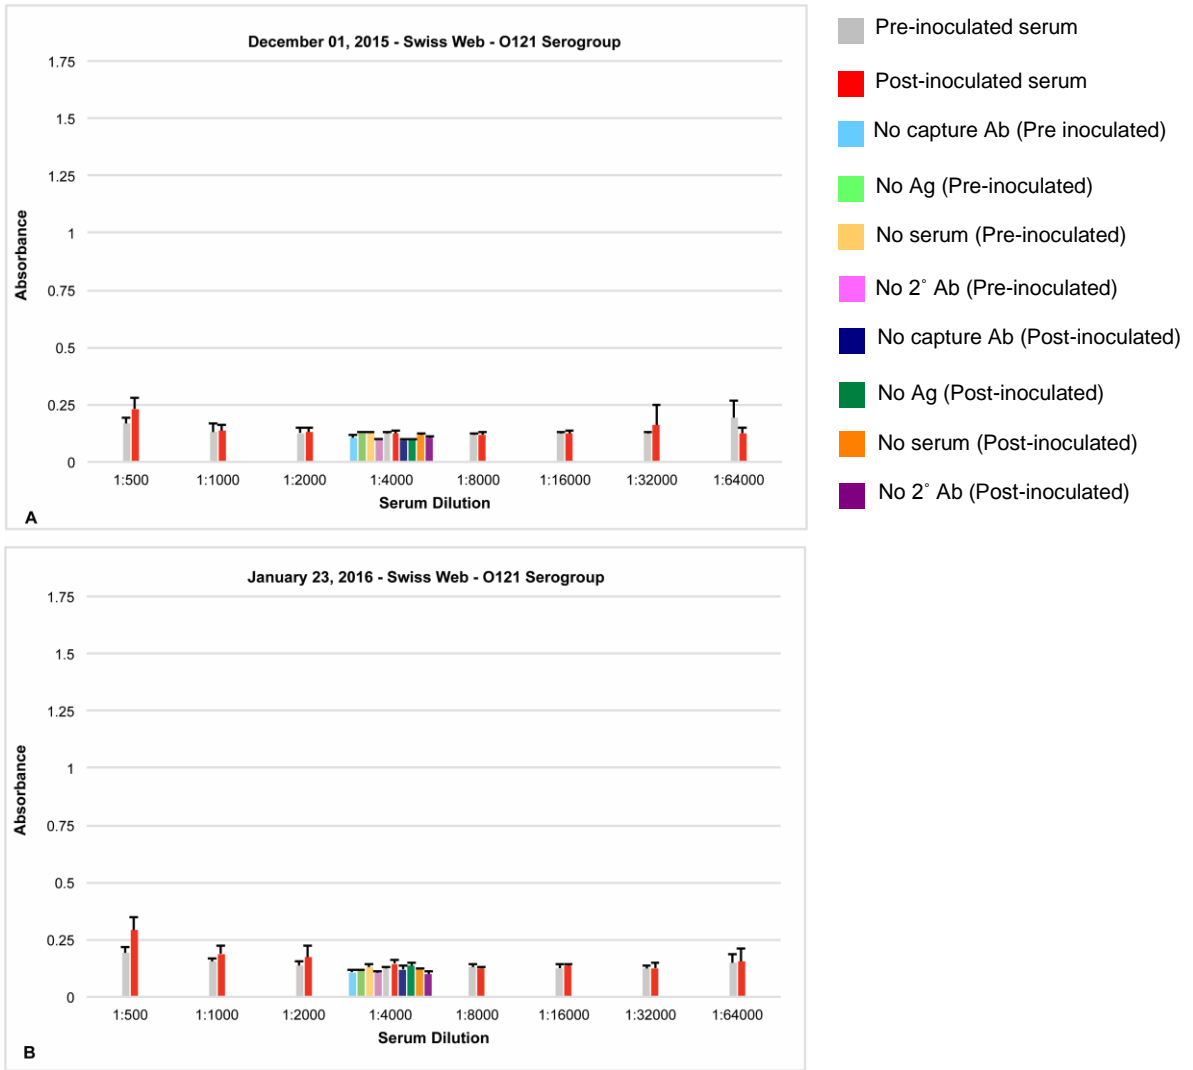 December 01, 2015 - Swiss Web - O121 Serogroup
1.75
1.5
1.25
1
0.75
0.5
0.25
0
Absorbance
1:500 1:1000 1:2000 1:4000 1:8000 1:16000 1:32000 1:64000
Serum Dilution
A
Pre-inoculated serum
Post-inoculated serum
No capture Ab (Pre inoculated)
No Ag (Pre-inoculated)
No serum (Pre-inoculated)
No 2˚ Ab (Pre-inoculated)
No capture Ab (Post-inoculated)
No Ag (Post-inoculated)
No serum (Post-inoculated)
No 2˚ Ab (Post-inoculated)
January 23, 2016 - Swiss Web - O121 Serogroup
1.75
1.5
1.25
1
0.75
0.5
0.25
0
Absorbance
1:500 1:1000 1:2000 1:4000 1:8000 1:16000 1:32000 1:64000
Serum Dilution
B